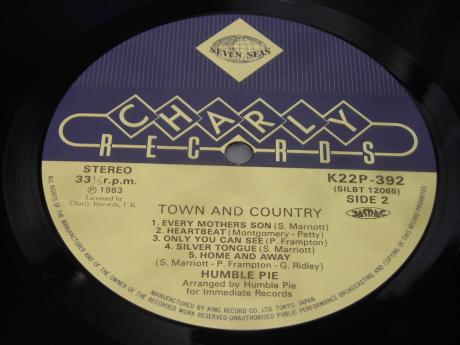 SEVEN SEAS
CHARLY
RECORDS
STEREO
33⅓ r.p.m.
Ⓟ 1983
Licensed by
Charly Records, U.K.
K22P-392
(SILBT 12065)
SIDE 2
JASRAC
TOWN AND COUNTRY
1. EVERY MOTHERS SON (S. Marriott)
2. HEARTBEAT (Montgomery - Petty)
3. ONLY YOU CAN SEE (P. Frampton)
4. SILVER TONGUE (S. Marriott)
5. HOME AND AWAY
(S. Marriott - P. Frampton - G. Ridley)
HUMBLE PIE
Arranged by Humble Pie
for Immediate Records
MANUFACTURED BY KING RECORD CO. LTD. TOKYO, JAPAN.
ALL RIGHTS OF THE MANUFACTURER AND OF THE OWNER OF THE RECORDED WORK RESERVED-UNAUTHORISED PUBLIC PERFORMANCE BROADCASTING AND COPYING OF THIS RECORD PROHIBITED